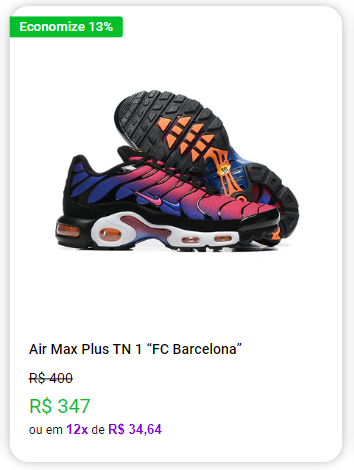 Economize 13%
Air Max Plus TN 1 “FC Barcelona”
R$ 400
R$ 347
ou em 12x de R$ 34,64